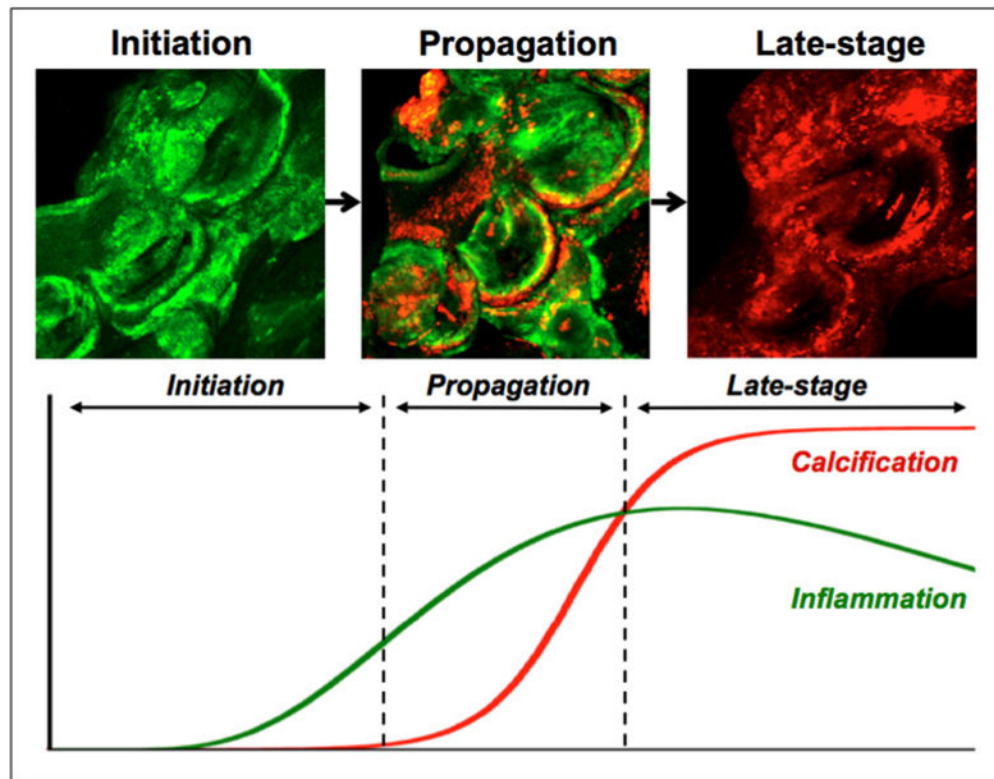 Initiation
Propagation
Late-stage
Initiation
Propagation
Late-stage
Calcification
Inflammation